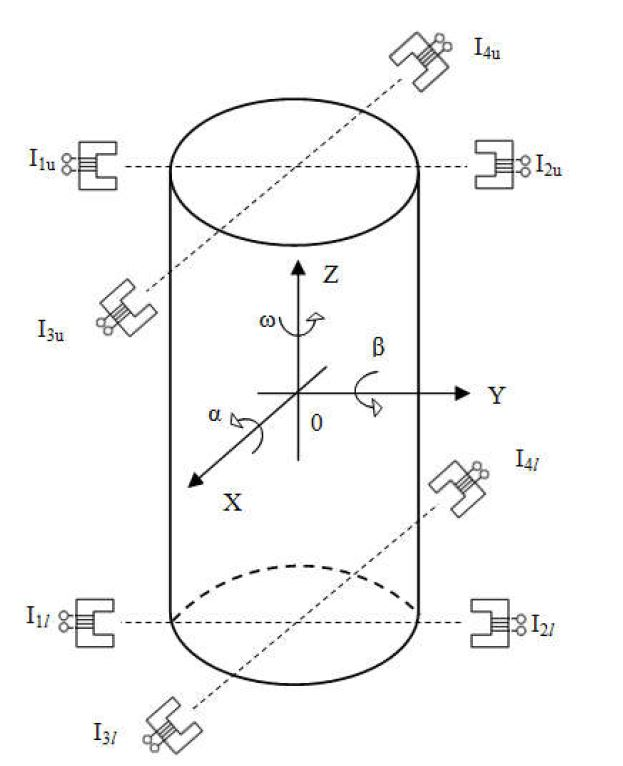 I4u
I1u
I2u
Z
ω
I3u
β
Y
α
0
X
I4l
I1l
I2l
I3l